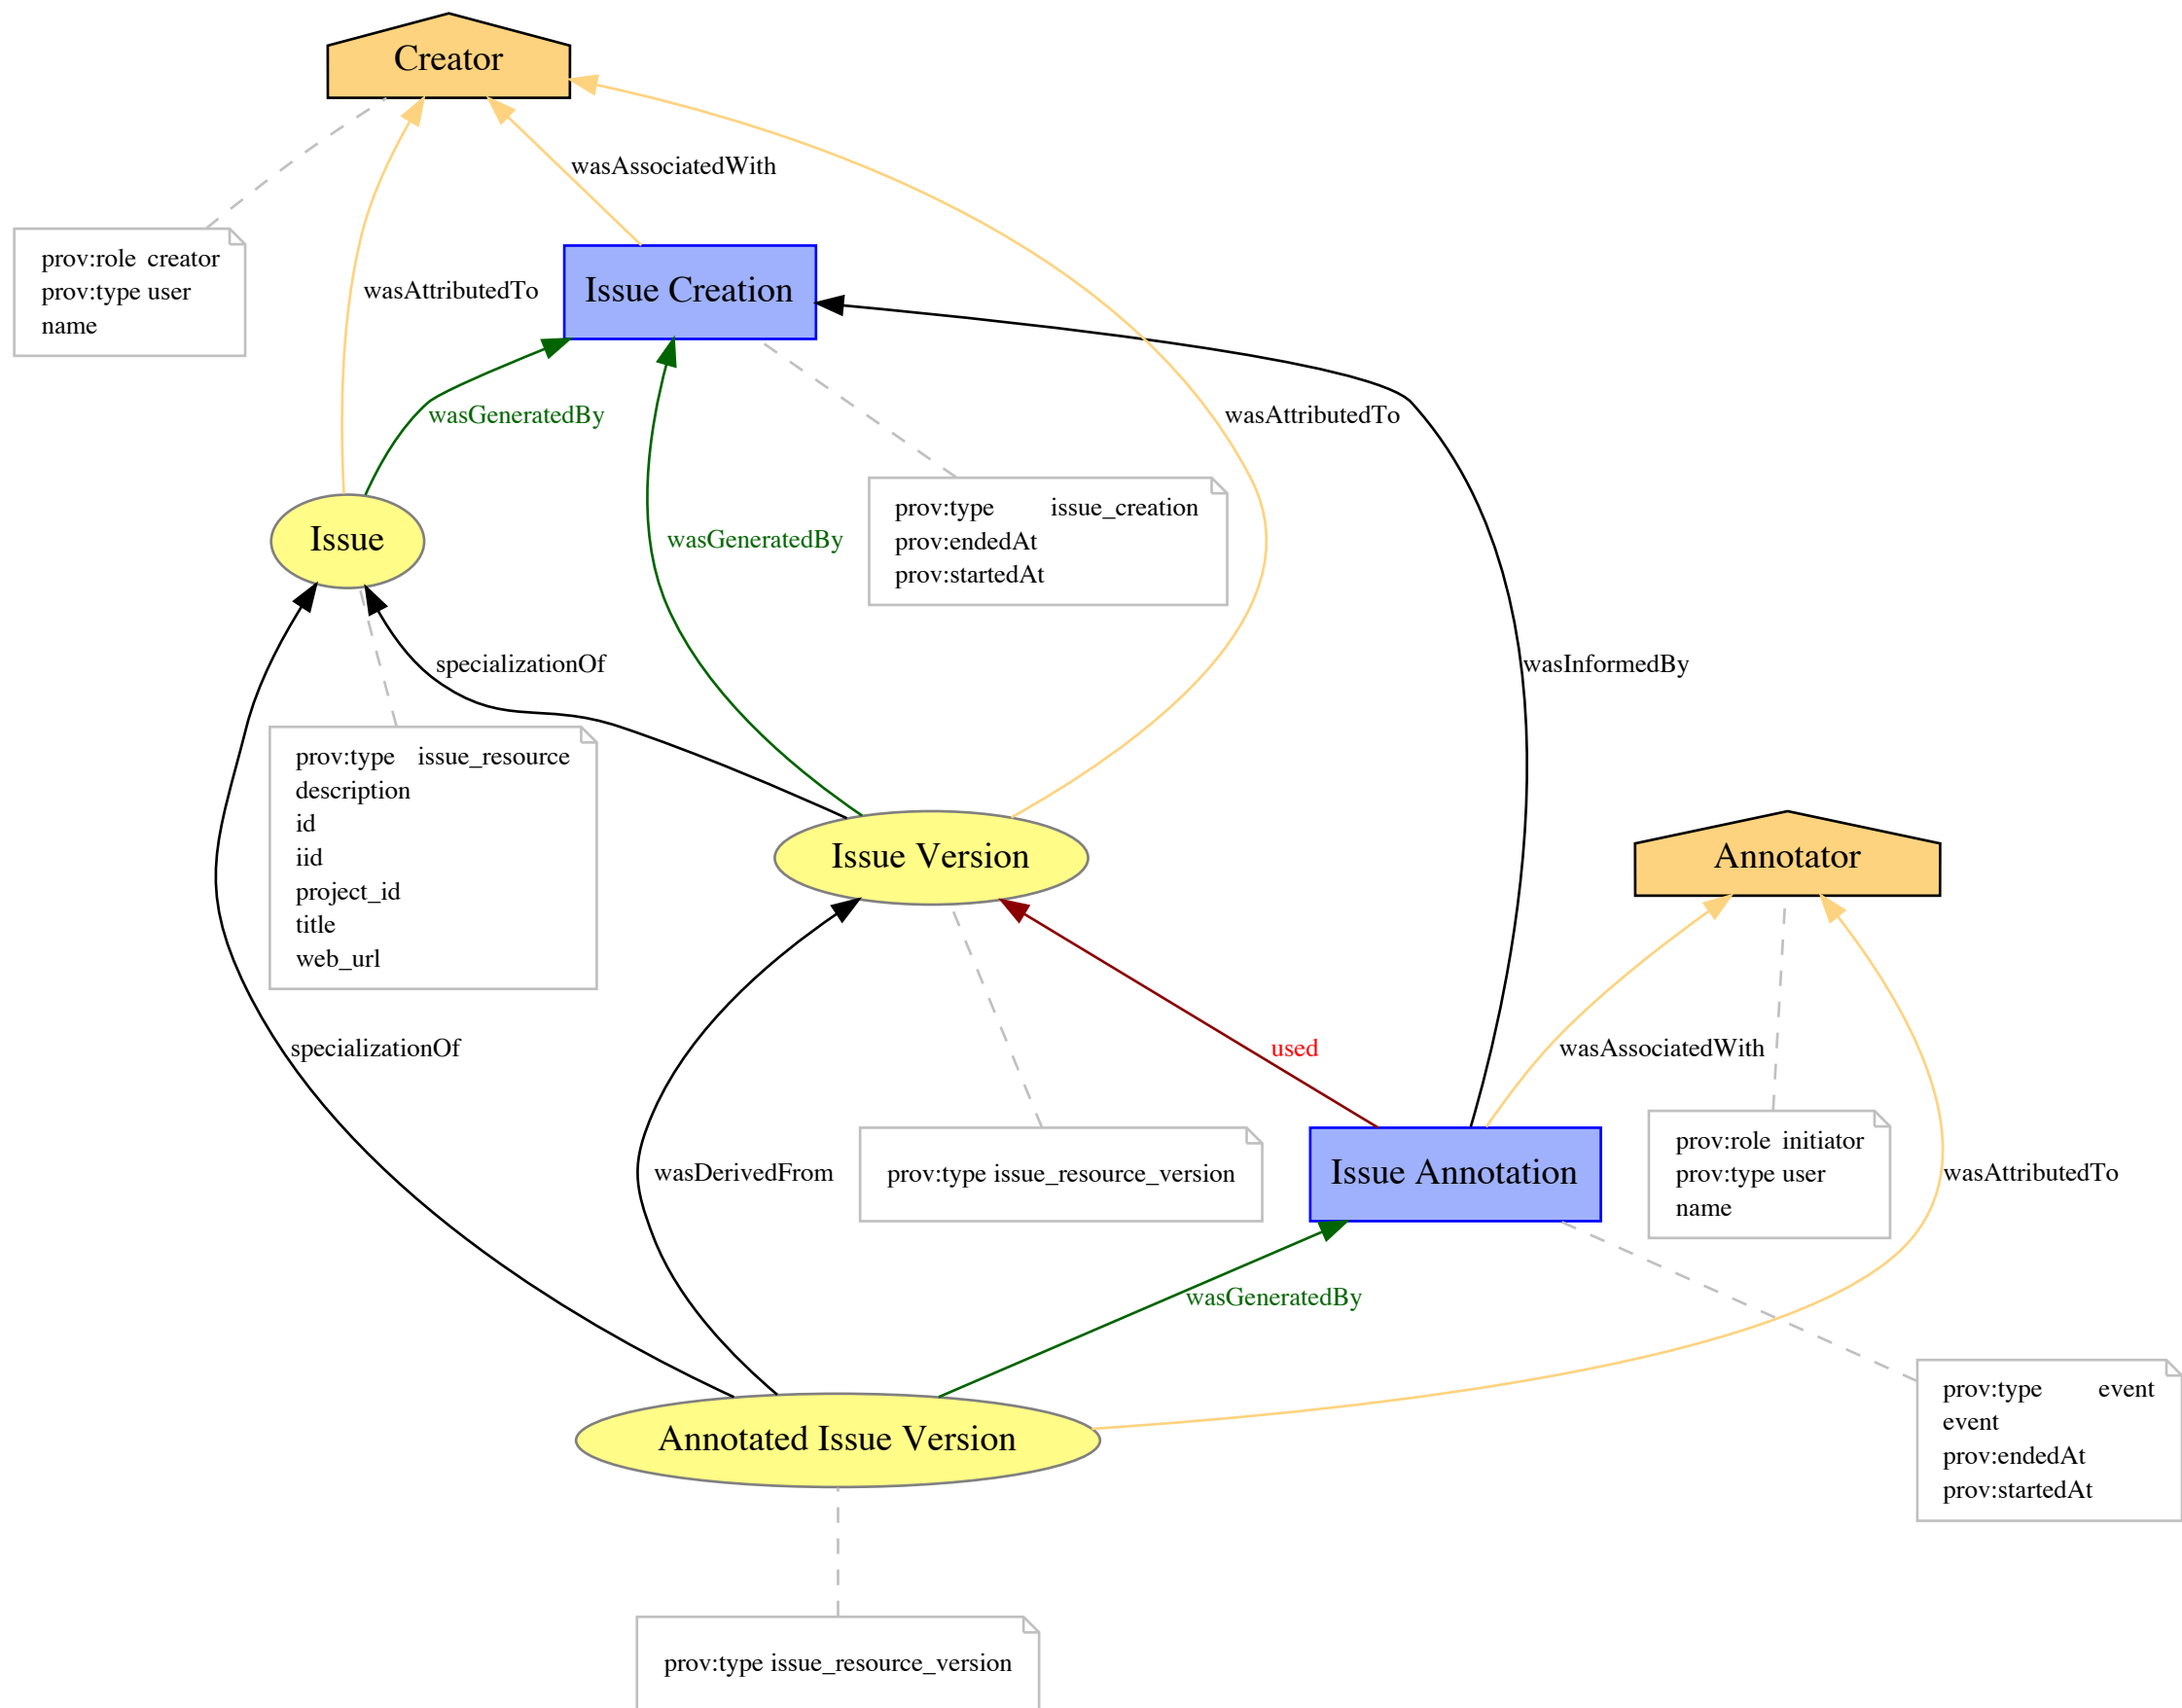 Creator
wasAssociatedWith
prov:role creator
prov:type user
name
wasAttributedTo
Issue Creation
wasGeneratedBy
wasAttributedTo
Issue
wasGeneratedBy
prov:type issue_creation
prov:endedAt
prov:startedAt
specializationOf
wasInformedBy
prov:type issue_resource
description
id
iid
project_id
title
web_url
Issue Version
Annotator
specializationOf
used
wasAssociatedWith
wasDerivedFrom
prov:type issue_resource_version
Issue Annotation
prov:role initiator
prov:type user
name
wasAttributedTo
wasGeneratedBy
prov:type event
event
prov:endedAt
prov:startedAt
Annotated Issue Version
prov:type issue_resource_version